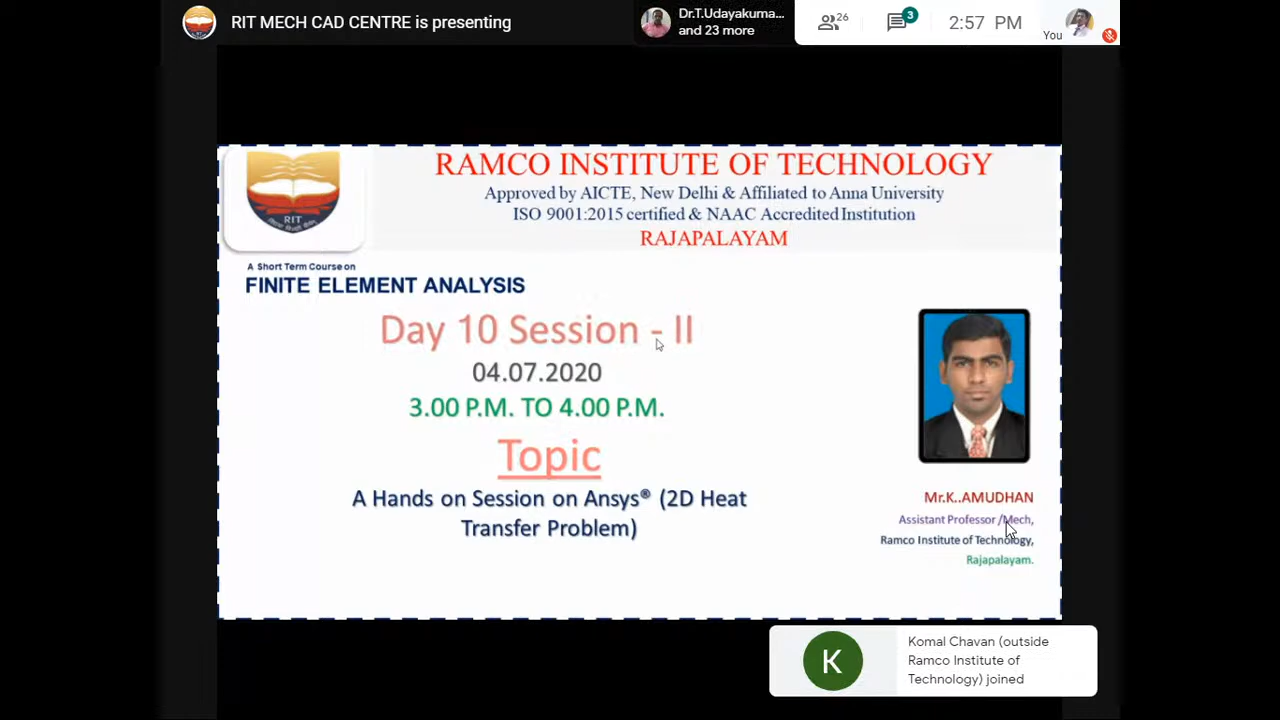 RIT MECH CAD CENTRE is presenting
Dr.T.Udayakuma...
and 23 more
26
3
2:57 PM
You
RIT
RAMCO INSTITUTE OF TECHNOLOGY
Approved by AICTE, New Delhi & Affiliated to Anna University
ISO 9001:2015 certified & NAAC Accredited Institution
RAJAPALAYAM
A Short Term Course on
FINITE ELEMENT ANALYSIS
Day 10 Session - II
04.07.2020
3.00 P.M. TO 4.00 P.M.
Topic
A Hands on Session on Ansys® (2D Heat
Transfer Problem)
Mr.K..AMUDHAN
Assistant Professor /Mech,
Ramco Institute of Technology,
Rajapalayam.
K
Komal Chavan (outside
Ramco Institute of
Technology) joined